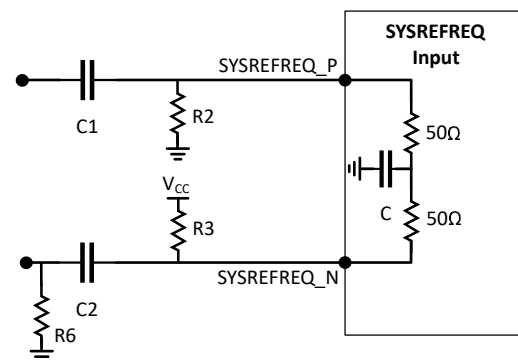 SYSREFREQ
Input
SYSREFREQ_P
C1
R2
50Ω
VCC
C
R3
50Ω
SYSREFREQ_N
C2
R6